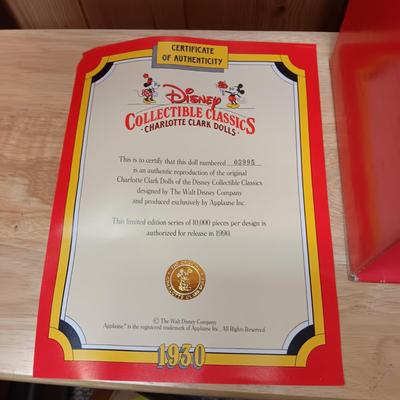 CERTIFICATE
OF AUTHENTICITY
Disney
COLLECTIBLE CLASSICS
· CHARLOTTE CLARK DOLLS ·
This is to certify that this doll numbered 03995
is an authentic reproduction of the original
Charlotte Clark Dolls of the Disney Collectible Classics
designed by The Walt Disney Company
and produced exclusively by Applause Inc.
This limited edition series of 10,000 pieces per design is
authorized for release in 1990.
CHARLOTTE CLARK
© The Walt Disney Company
Applause® is the registered trademark of Applause Inc., All Rights Reserved.
1930